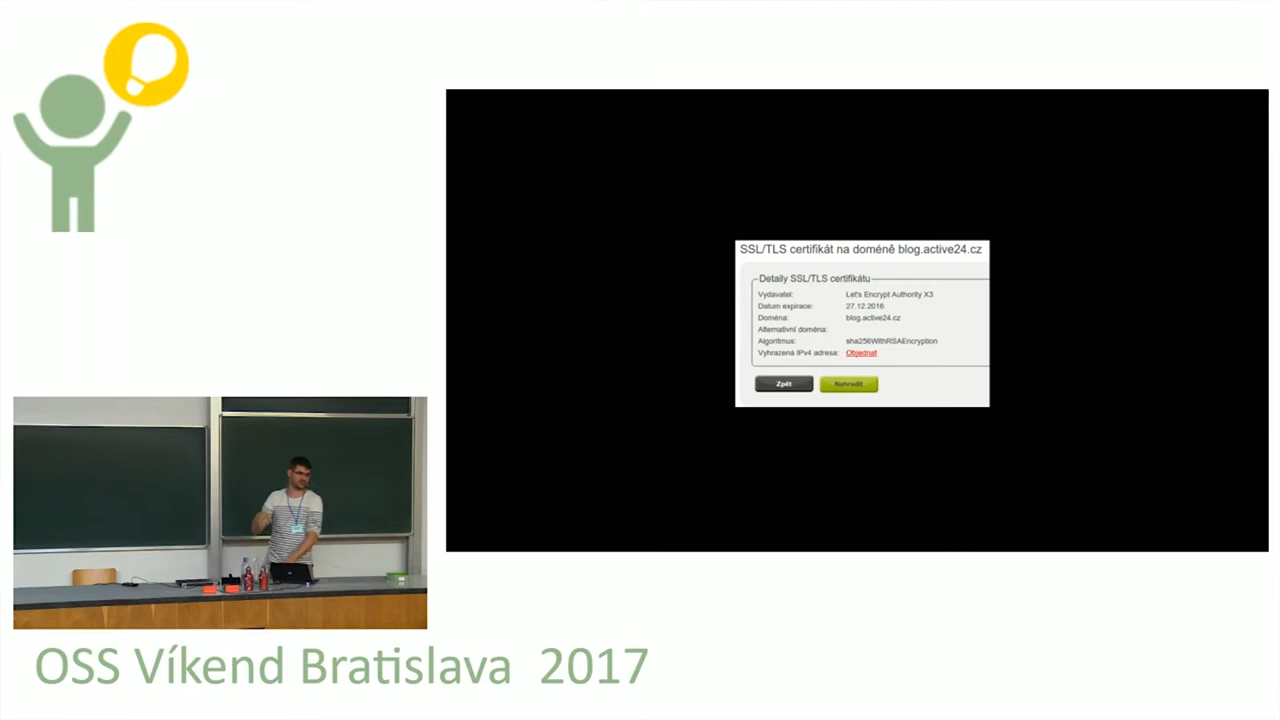 SSL/TLS certifikát na doméně blog.active24.cz
Detaily SSL/TLS certifikátu
Vydavatel: Let's Encrypt Authority X3
Datum expirace: 27.12.2016
Doména: blog.active24.cz
Alternativní doména:
Algoritmus: sha256WithRSAEncryption
Vyhrazená IPv4 adresa: Objednat
Zpět Nahradit
OSS Víkend Bratislava 2017